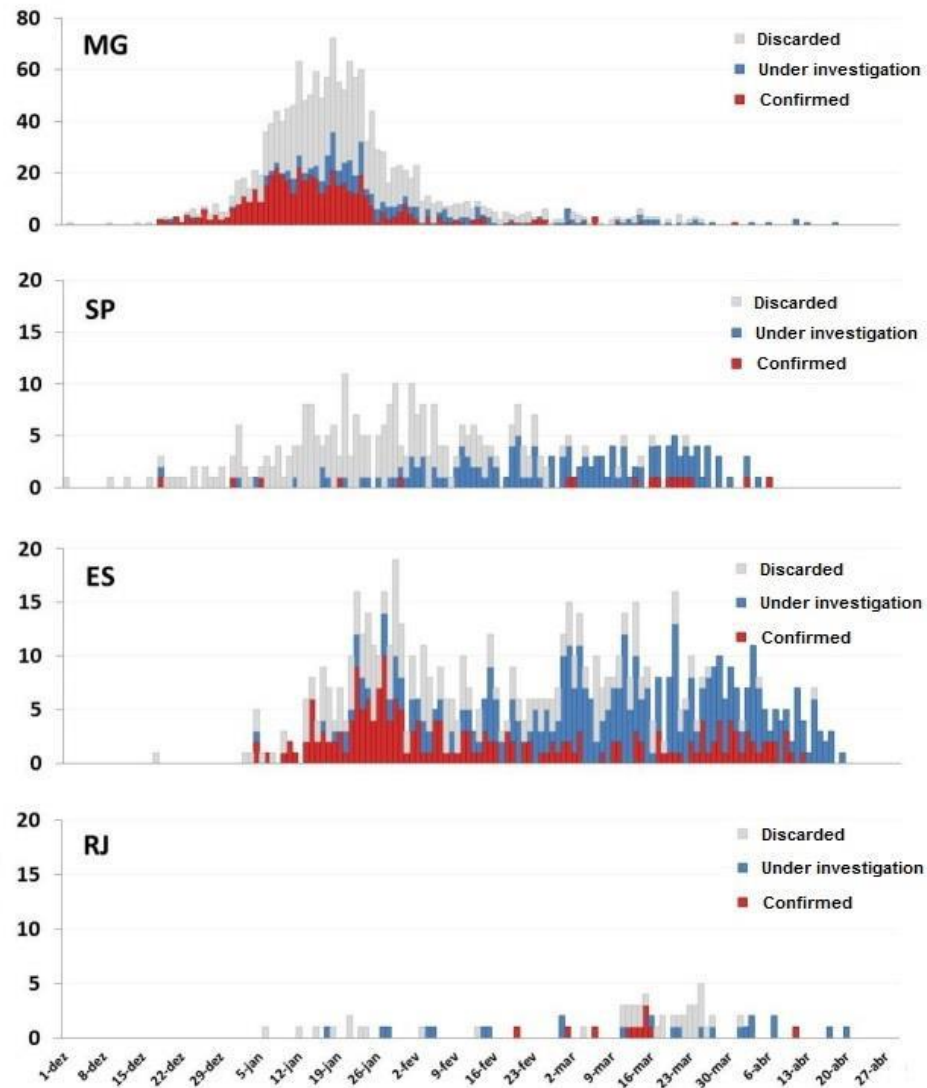 80
MG
Discarded
60
Under investigation
Confirmed
40
20
0
20
SP
Discarded
15
Under investigation
Confirmed
10
5
0
20
ES
Discarded
15
Under investigation
Confirmed
10
5
0
20
RJ
Discarded
15
Under investigation
Confirmed
10
5
0
1-dez 8-dez 15-dez 22-dez 29-dez 5-jan 12-jan 19-jan 26-jan 2-fev 9-fev 16-fev 23-fev 2-mar 9-mar 16-mar 23-mar 30-mar 6-abr 13-abr 20-abr 27-abr